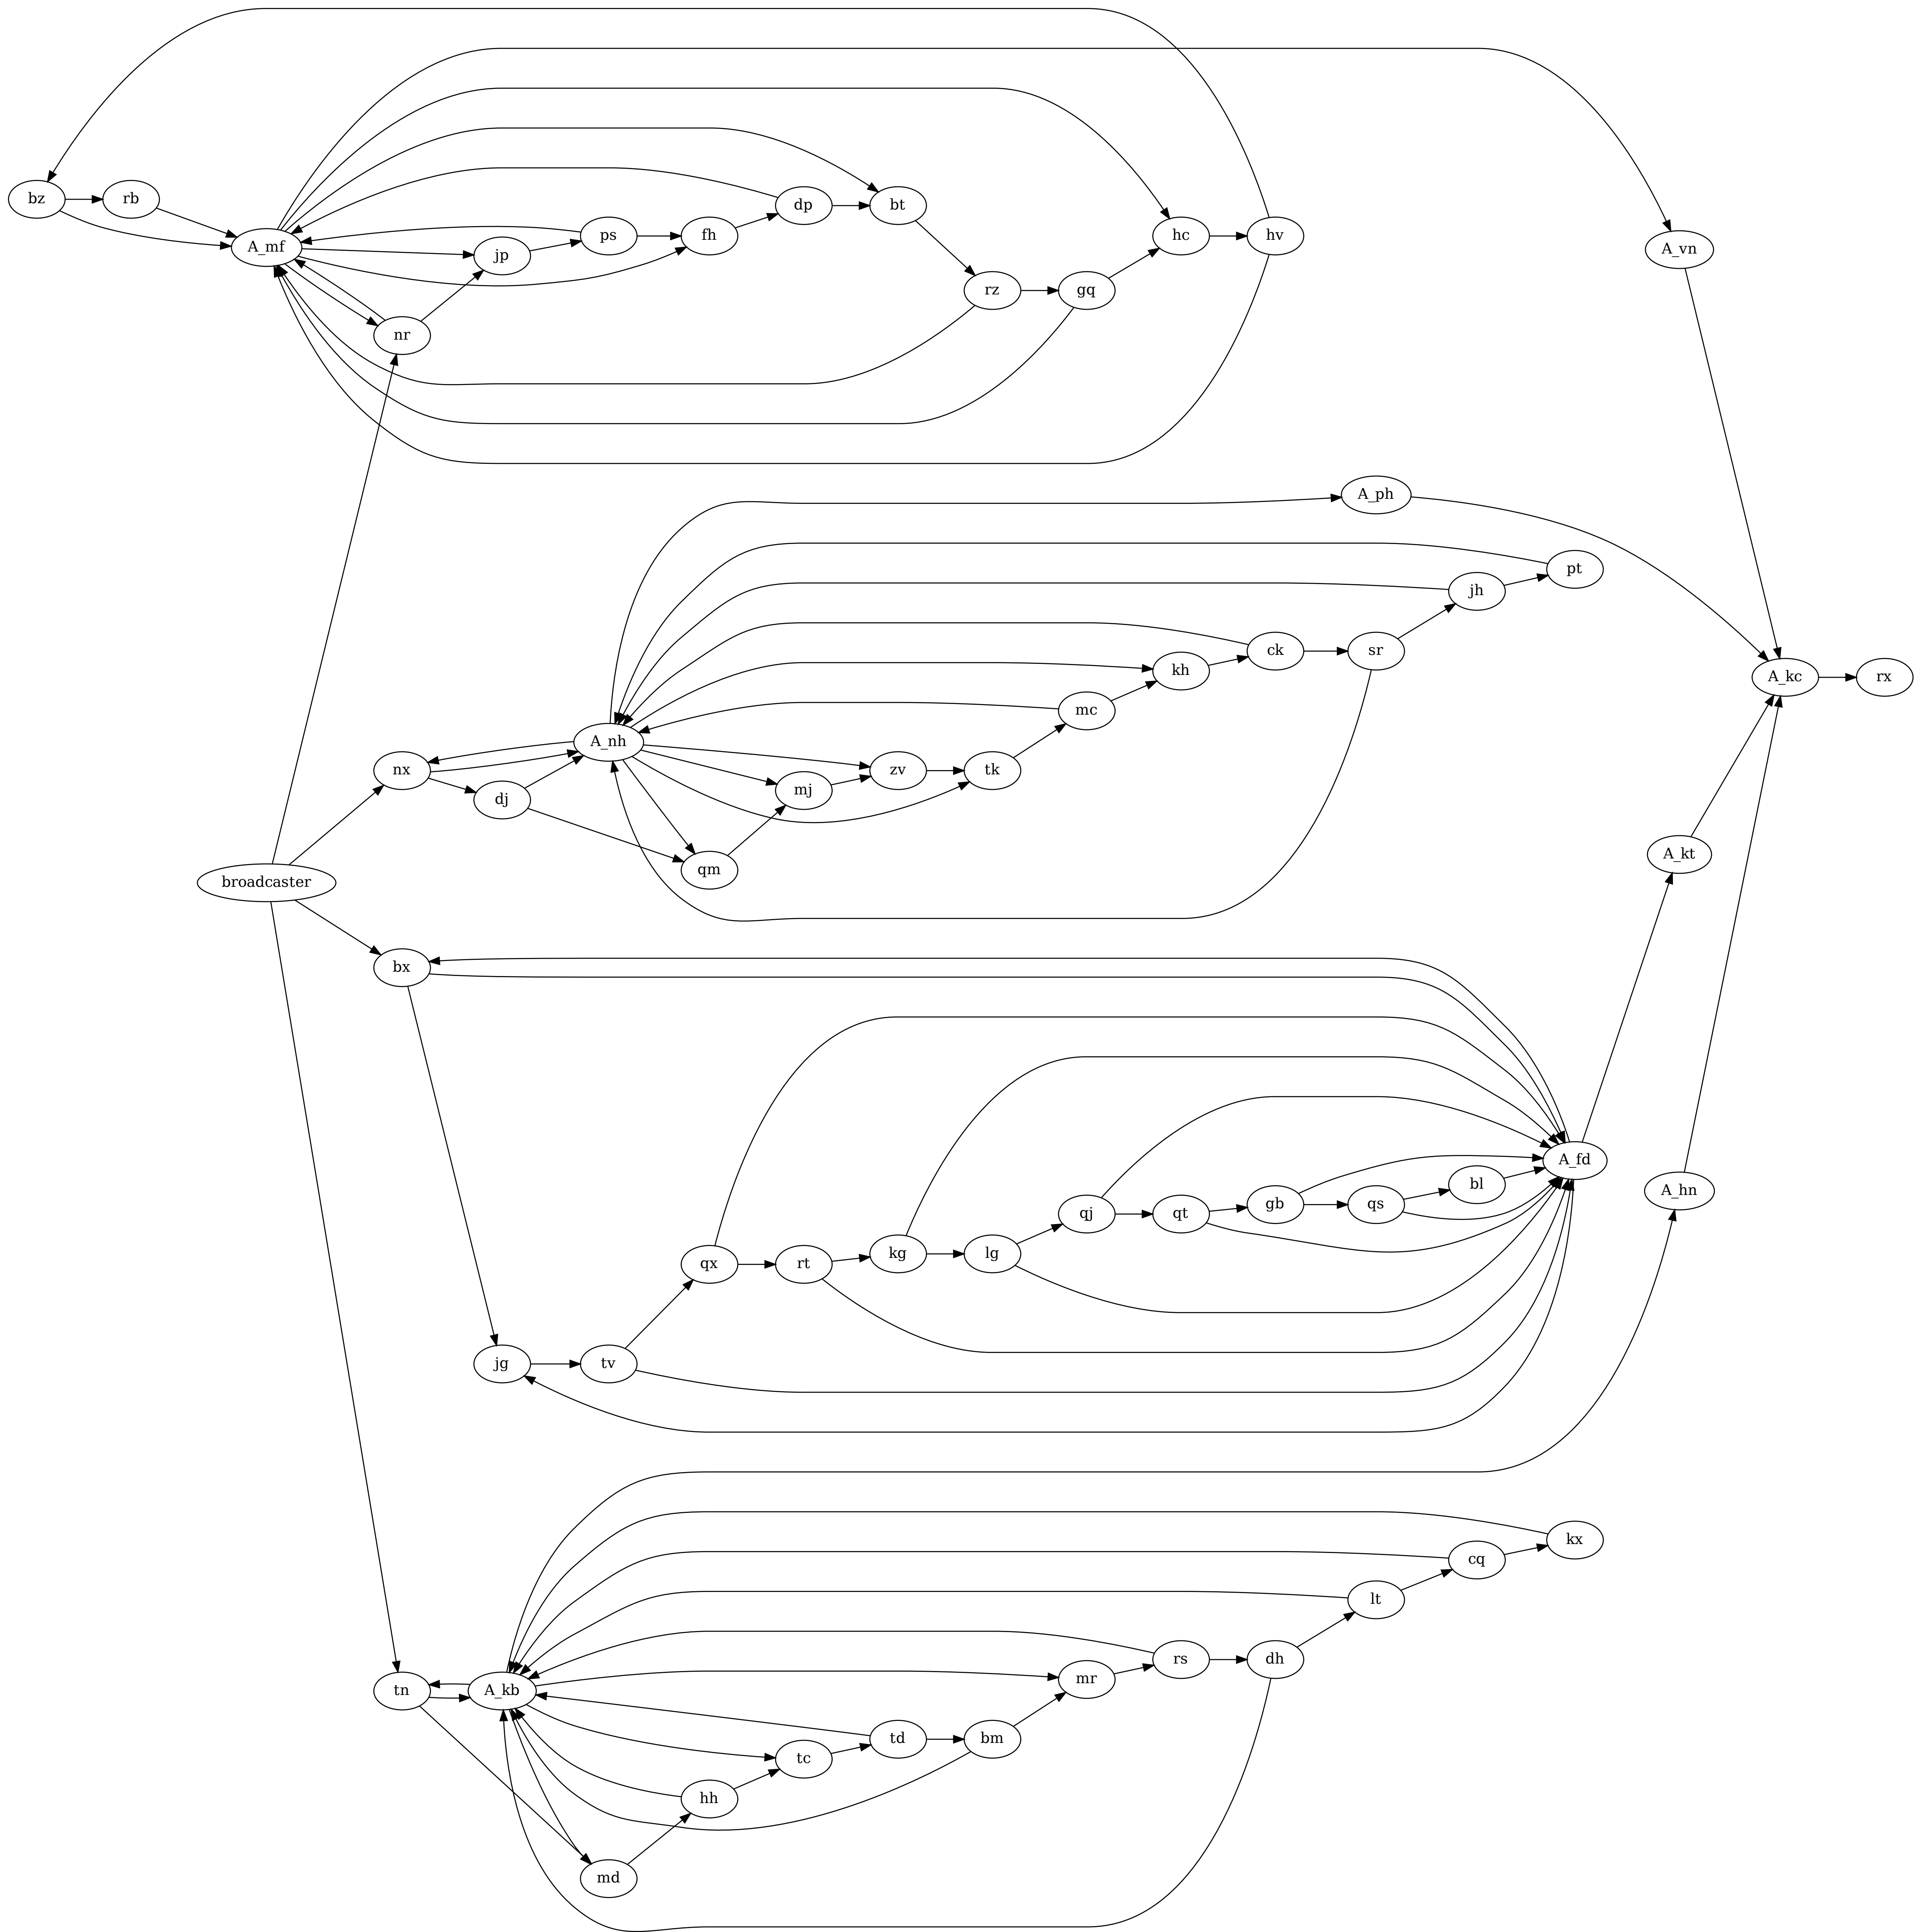 bz
rb
A_mf
jp
ps
fh
dp
bt
hc
hv
A_vn
nr
rz
gq
A_ph
pt
jh
ck
sr
kh
A_kc
rx
mc
A_nh
nx
zv
tk
dj
mj
qm
A_kt
broadcaster
bx
A_fd
bl
A_hn
qj
qt
gb
qs
qx
rt
kg
lg
jg
tv
kx
cq
lt
rs
dh
mr
tn
A_kb
td
bm
tc
hh
md